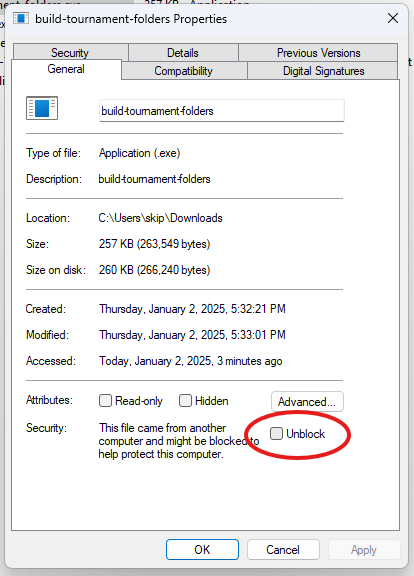 build-tournament-folders Properties
Security Details Previous Versions
General Compatibility Digital Signatures
build-tournament-folders
Type of file: Application (.exe)
Description: build-tournament-folders
Location: C:\Users\skip\Downloads
Size: 257 KB (263,549 bytes)
Size on disk: 260 KB (266,240 bytes)
Created: Thursday, January 2, 2025, 5:32:21 PM
Modified: Thursday, January 2, 2025, 5:33:01 PM
Accessed: Today, January 2, 2025, 3 minutes ago
Attributes: Read-only Hidden Advanced...
Security: This file came from another
computer and might be blocked to
help protect this computer.
Unblock
OK Cancel Apply